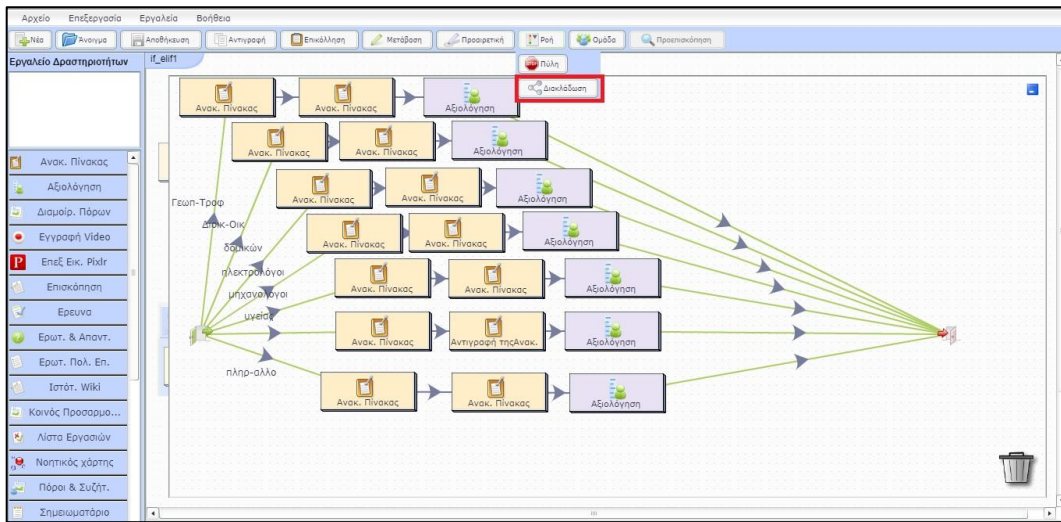 Αρχείο Επεξεργασία Εργαλεία Βοήθεια
Νέο Άνοιγμα Αποθήκευση Αντιγραφή Επικόλληση Μετάβαση Προαιρετική Ροή Ομάδα Προεπισκόπηση
Εργαλείο Δραστηριοτήτων
if_elif1
STOP Πύλη
Διακλάδωση
Ανακ. Πίνακας
Αξιολόγηση
Διαμοίρ. Πόρων
Εγγραφή Video
P Επεξ Εικ. Pixlr
Επισκόπηση
Ερευνα
Ερωτ. & Απαντ.
Ερωτ. Πολ. Επ.
Ιστότ. Wiki
Κοινός Προσαρμο...
Λίστα Εργασιών
Νοητικός χάρτης
Πόροι & Συζήτ.
Σημειωματάριο
Ανακ. Πίνακας Ανακ. Πίνακας Αξιολόγηση
Ανακ. Πίνακας Ανακ. Πίνακας Αξιολόγηση
Γεωπ-Τροφ
Ανακ. Πίνακας Ανακ. Πίνακας Αξιολόγηση
Διοικ-Οικ
Ανακ. Πίνακας Ανακ. Πίνακας Αξιολόγηση
δομικών
ηλεκτρολόγοι
Ανακ. Πίνακας Ανακ. Πίνακας Αξιολόγηση
μηχανολόγοι
υγείας
Ανακ. Πίνακας Αντιγραφή τηςΑνακ. Αξιολόγηση
πληρ-αλλο
Ανακ. Πίνακας Ανακ. Πίνακας Αξιολόγηση